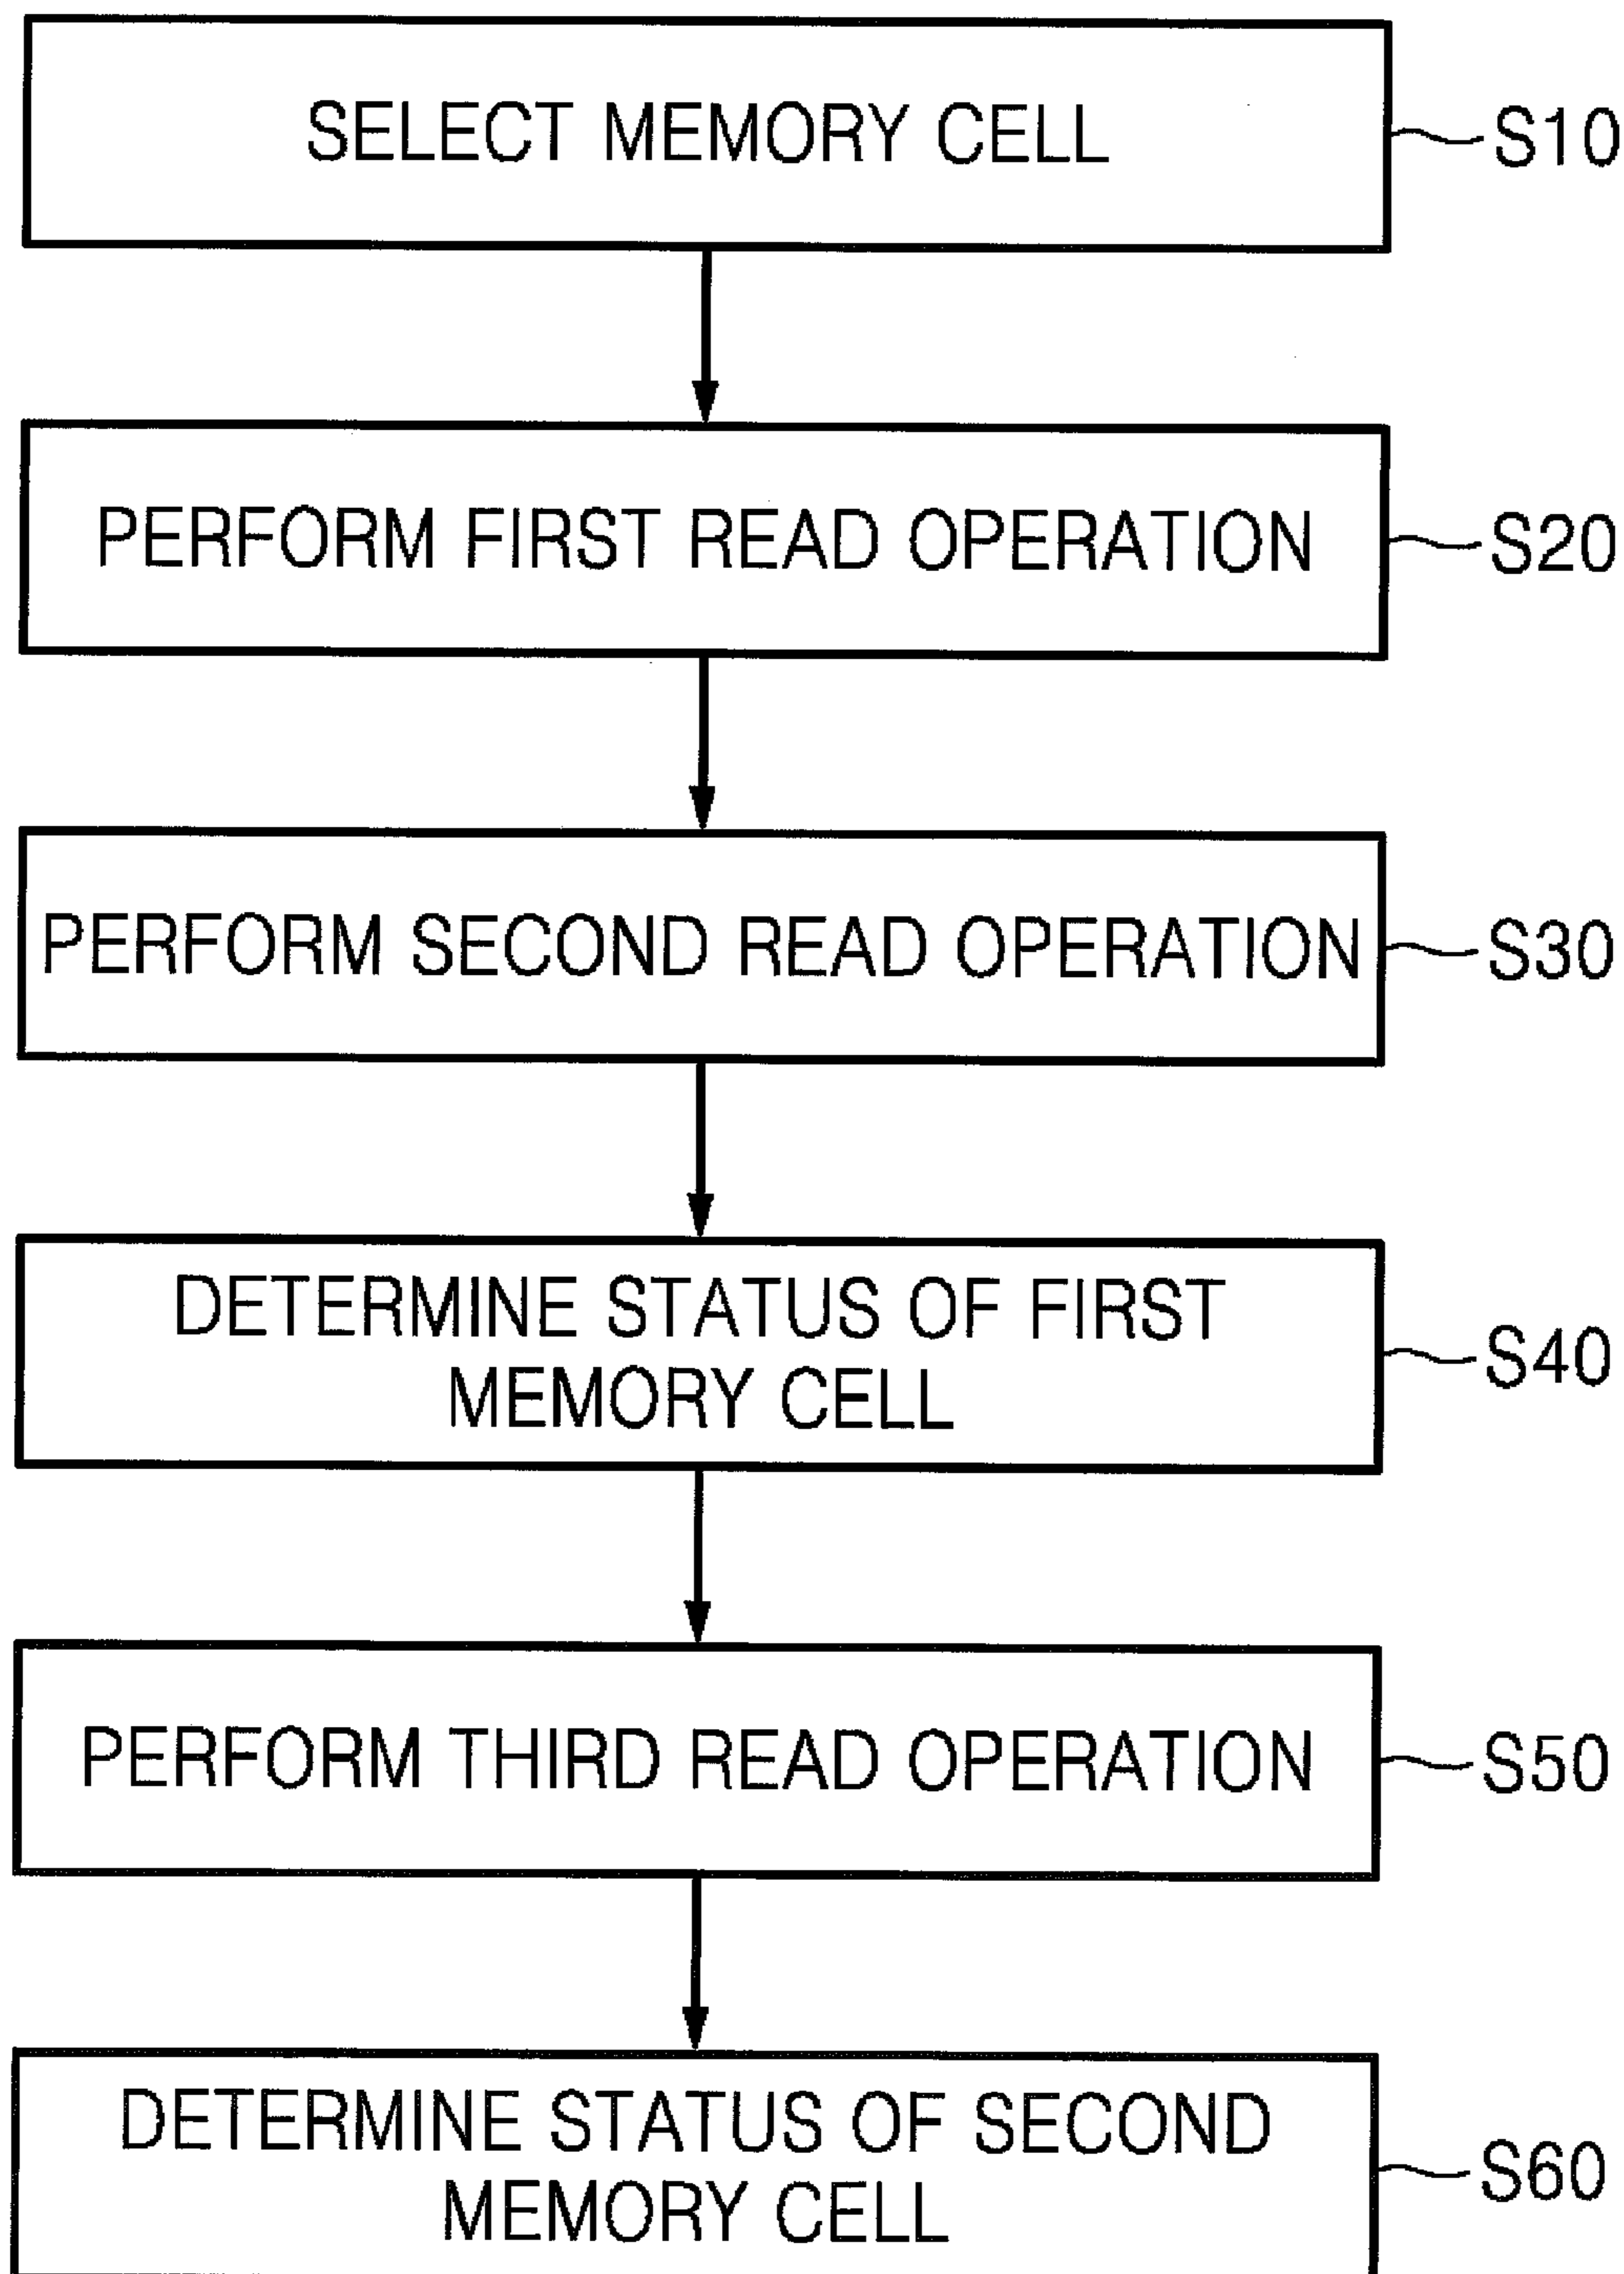 SELECT MEMORY CELL
S10
PERFORM FIRST READ OPERATION
S20
PERFORM SECOND READ OPERATION
S30
DETERMINE STATUS OF FIRST
MEMORY CELL
S40
PERFORM THIRD READ OPERATION
S50
DETERMINE STATUS OF SECOND
MEMORY CELL
S60